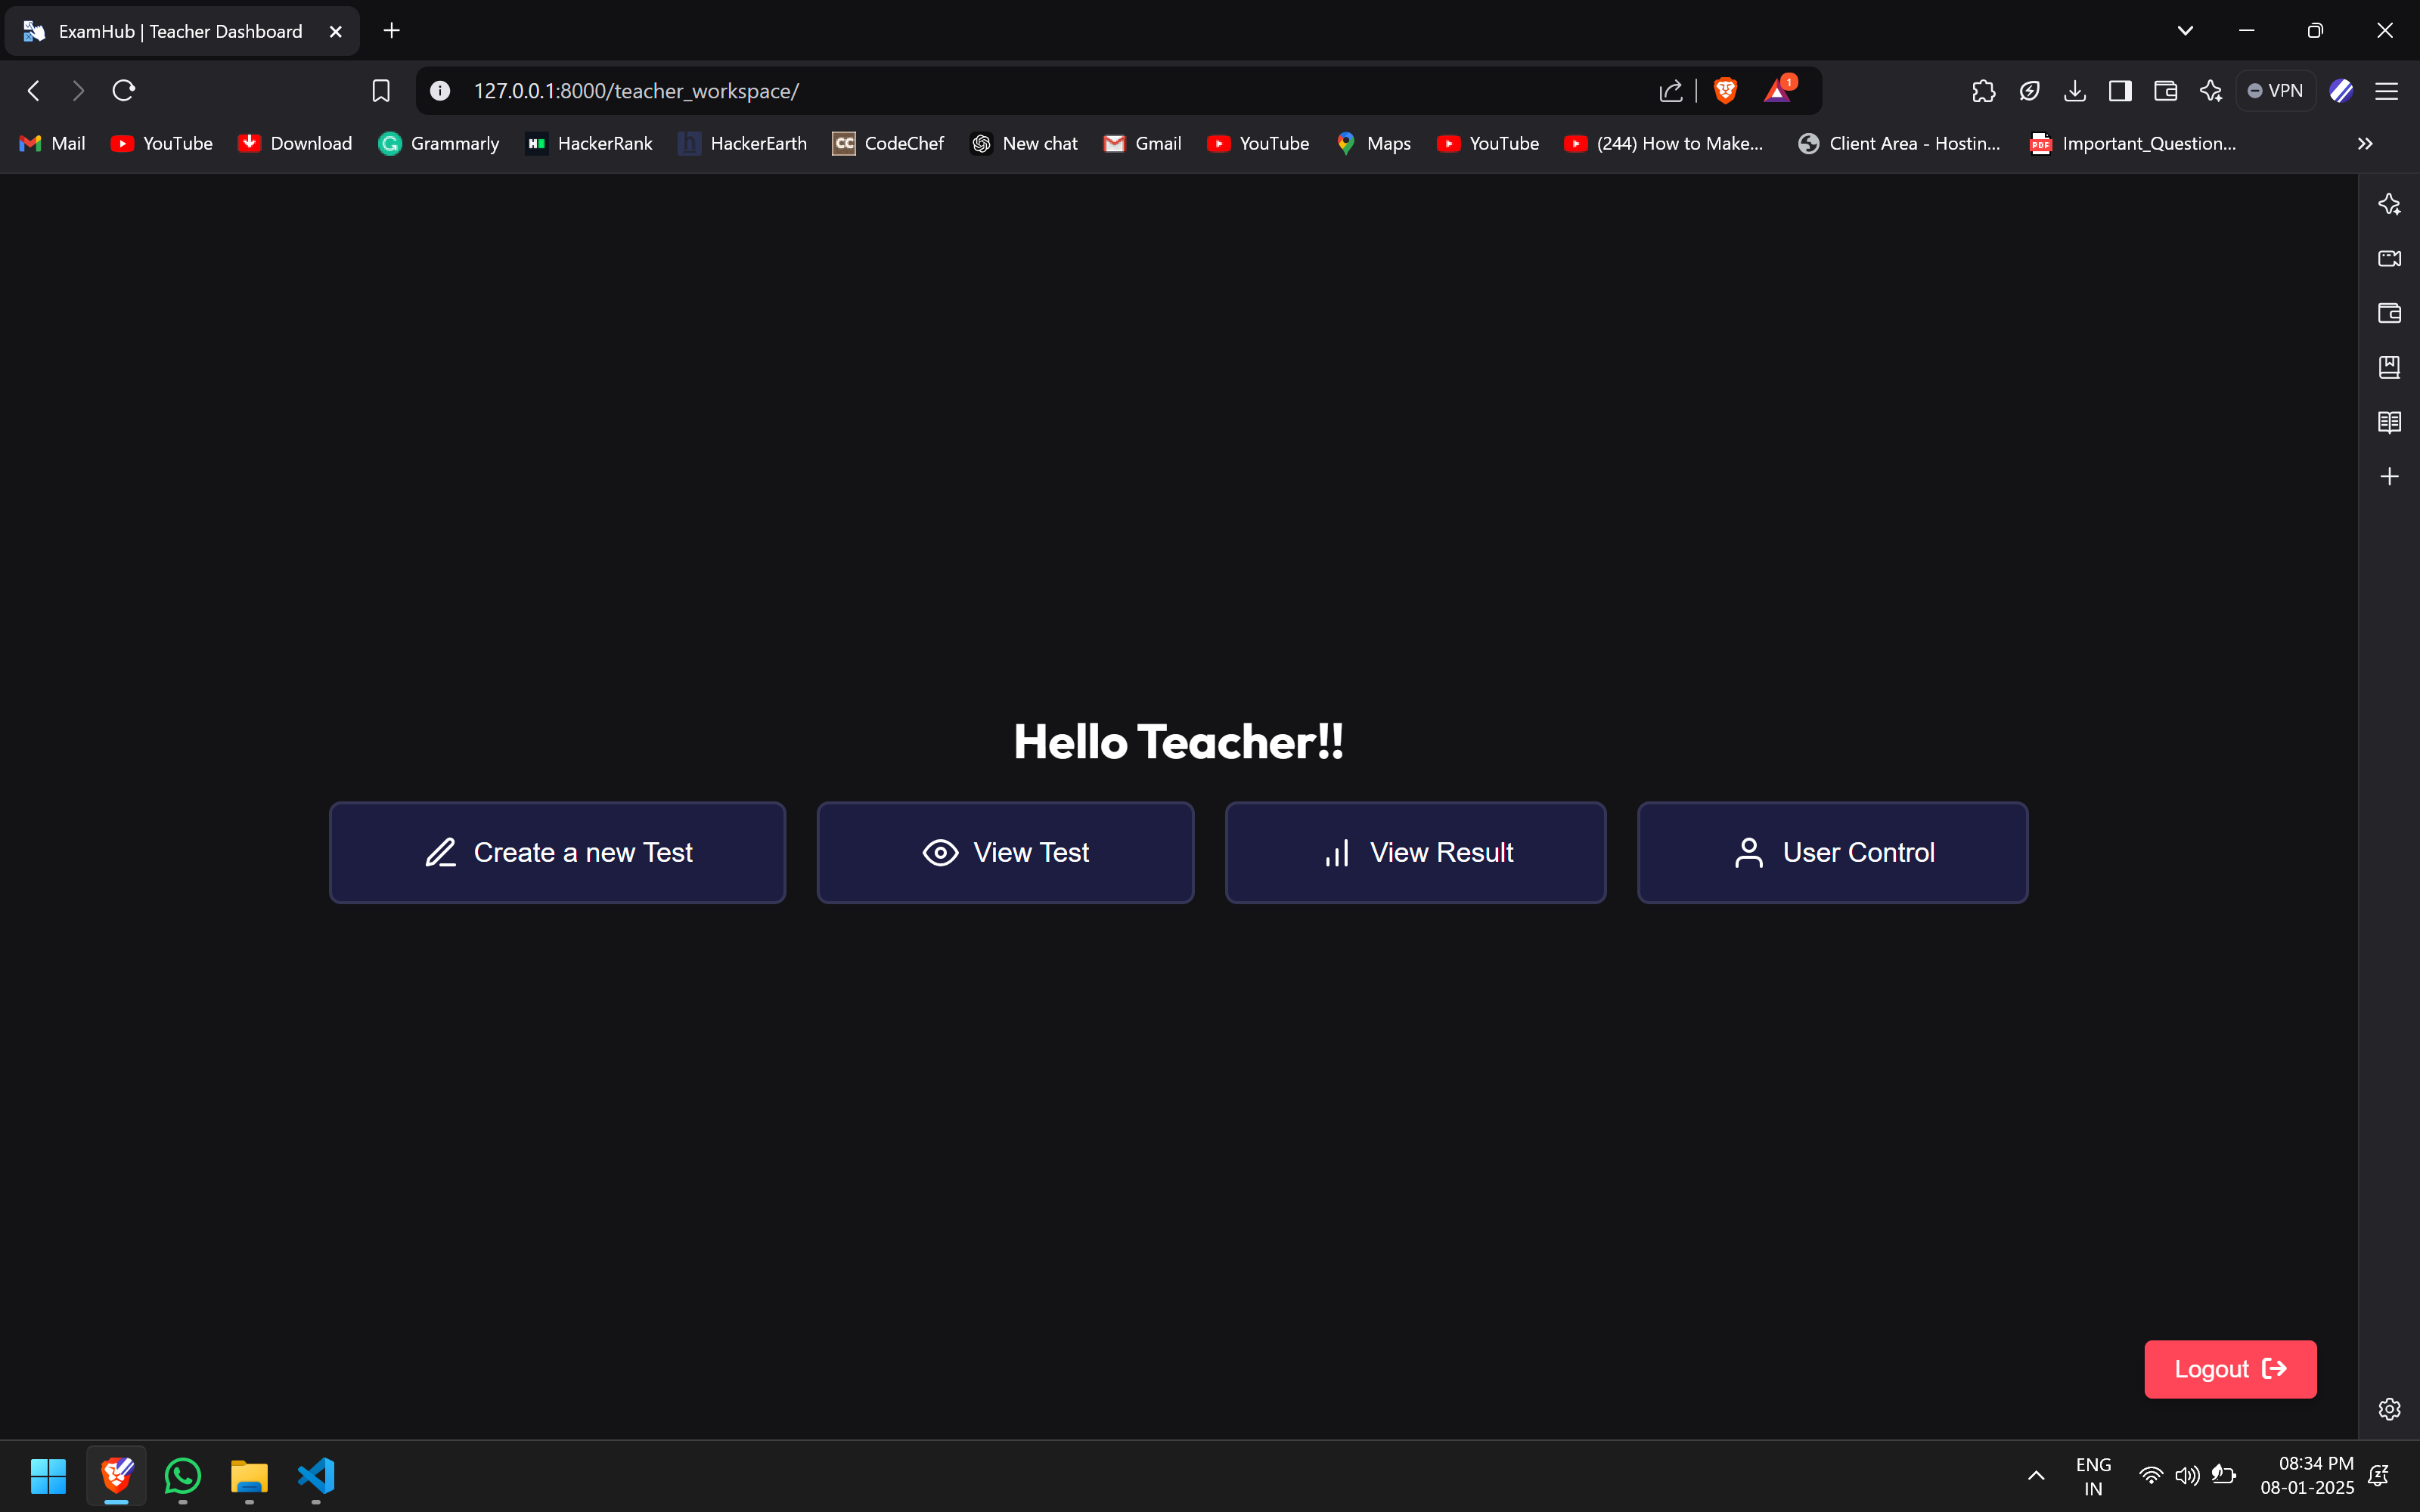 ExamHub | Teacher Dashboard
127.0.0.1:8000/teacher_workspace/
1
VPN
Mail
YouTube
Download
Grammarly
HackerRank
HackerEarth
CodeChef
New chat
Gmail
YouTube
Maps
YouTube
(244) How to Make...
Client Area - Hostin...
Important_Question...
Hello Teacher!!
Create a new Test
View Test
View Result
User Control
Logout
ENG
IN
08:34 PM
08-01-2025